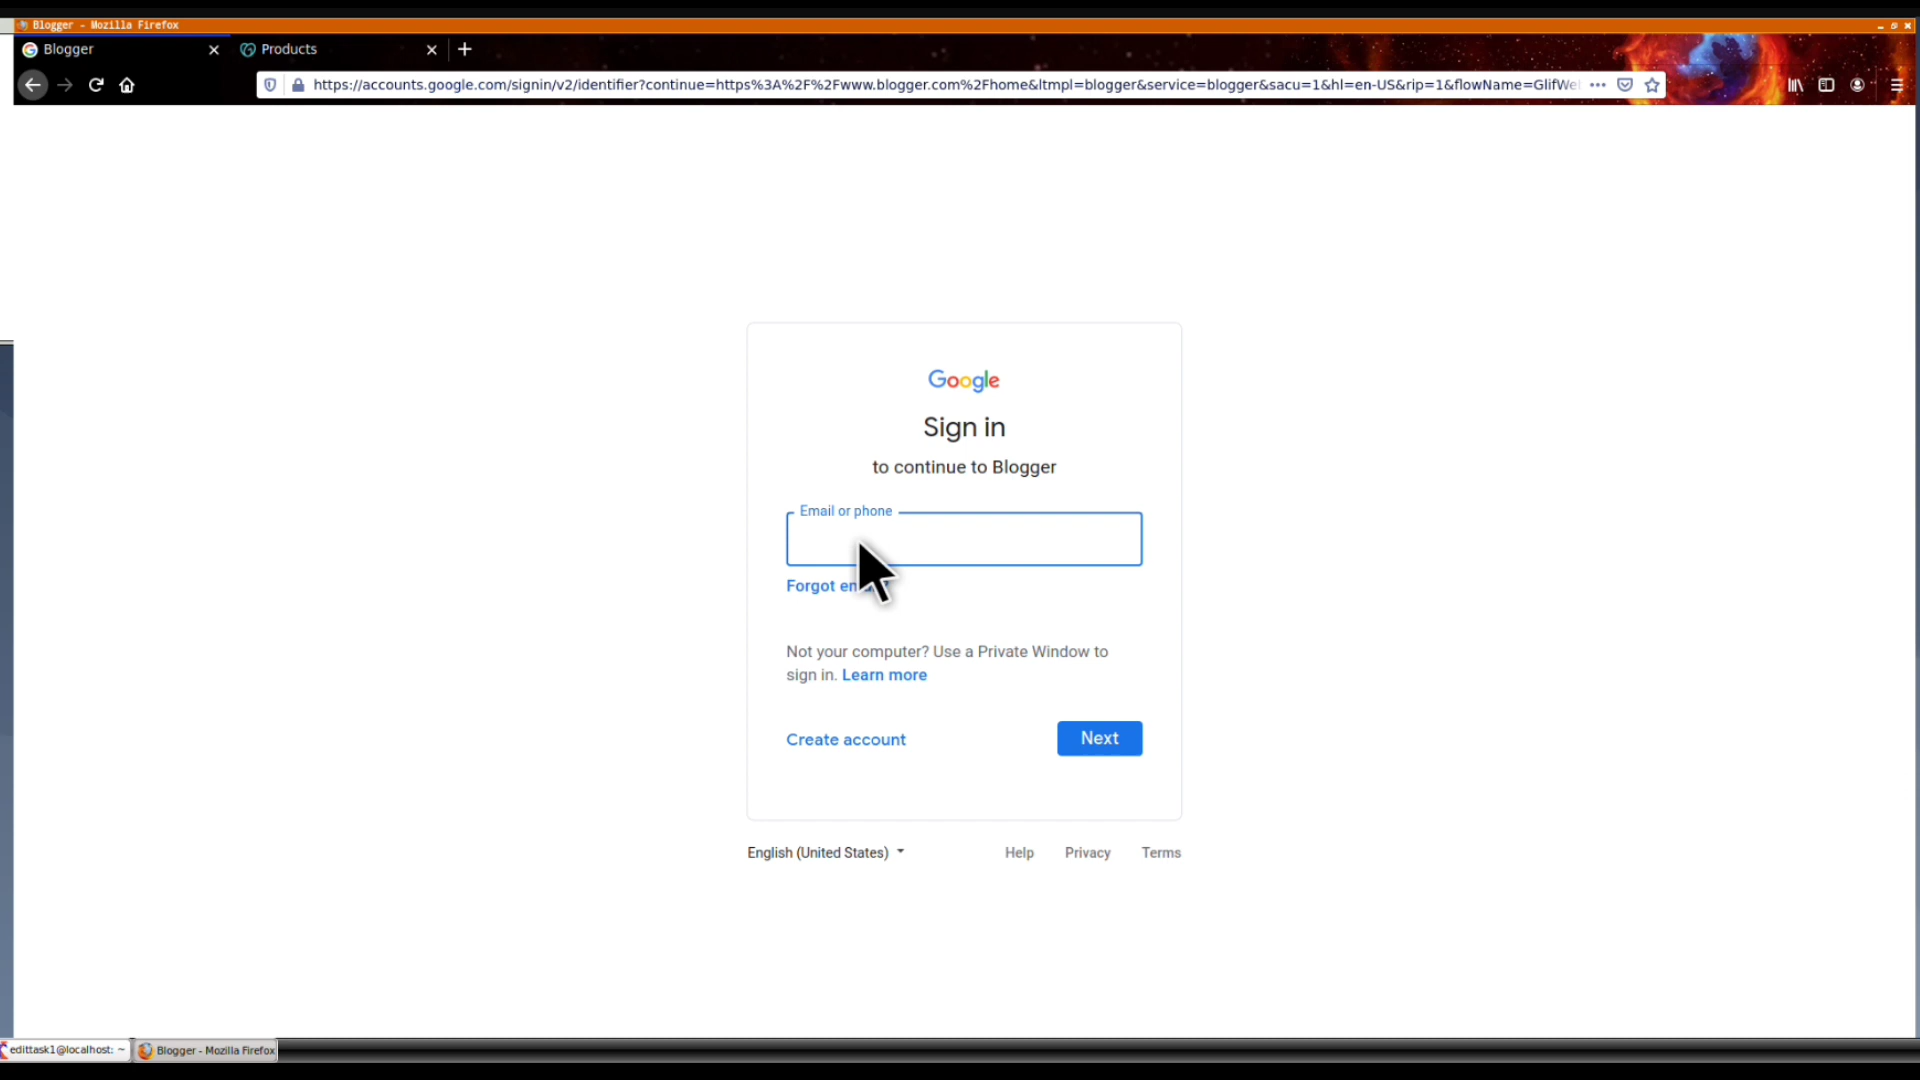 Blogger - Mozilla Firefox
Blogger
Products
https://accounts.google.com/signin/v2/identifier?continue=https%3A%2F%2Fwww.blogger.com%2Fhome&ltmpl=blogger&service=blogger&sacu=1&hl=en-US&rip=1&flowName=GlifWe
Google
Sign in
to continue to Blogger
Email or phone
Forgot
Not your computer? Use a Private Window to
sign in. Learn more
Create account
Next
English (United States)
Help
Privacy
Terms
edittask1@localhost: ~
Blogger - Mozilla Firefox